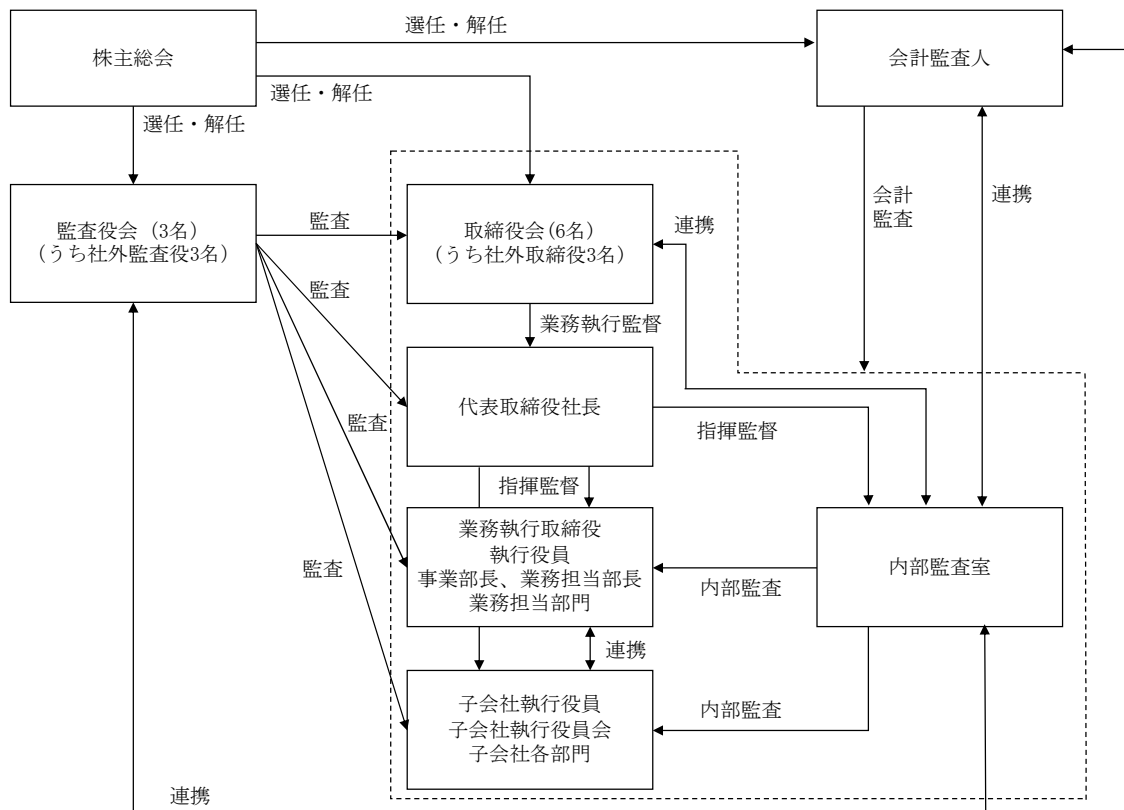 選任・解任
株主総会
会計監査人
選任・解任
選任・解任
会計
監査
連携
監査役会 (3名)
(うち社外監査役3名)
監査
取締役会(6名)
(うち社外取締役3名)
連携
監査
業務執行監督
代表取締役社長
監査
指揮監督
指揮監督
業務執行取締役
執行役員
事業部長、業務担当部長
業務担当部門
監査
内部監査
内部監査室
連携
子会社執行役員
子会社執行役員会
子会社各部門
内部監査
連携